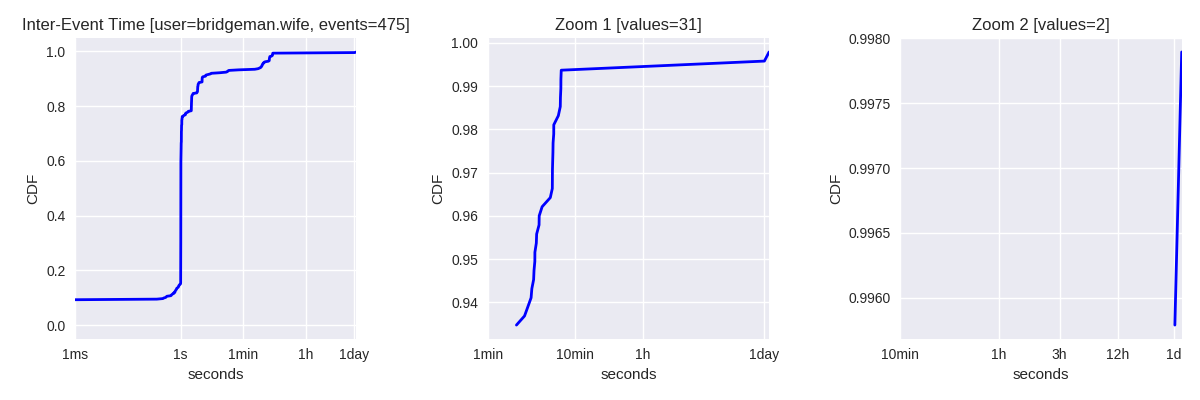 Inter-Event Time [user=bridgeman.wife, events=475]
CDF
1.0
0.8
0.6
0.4
0.2
0.0
1ms 1s 1min 1h 1day
seconds
Zoom 1 [values=31]
CDF
1.00
0.99
0.98
0.97
0.96
0.95
0.94
1min 10min 1h 1day
seconds
Zoom 2 [values=2]
CDF
0.9980
0.9975
0.9970
0.9965
0.9960
10min 1h 3h 12h 1d
seconds